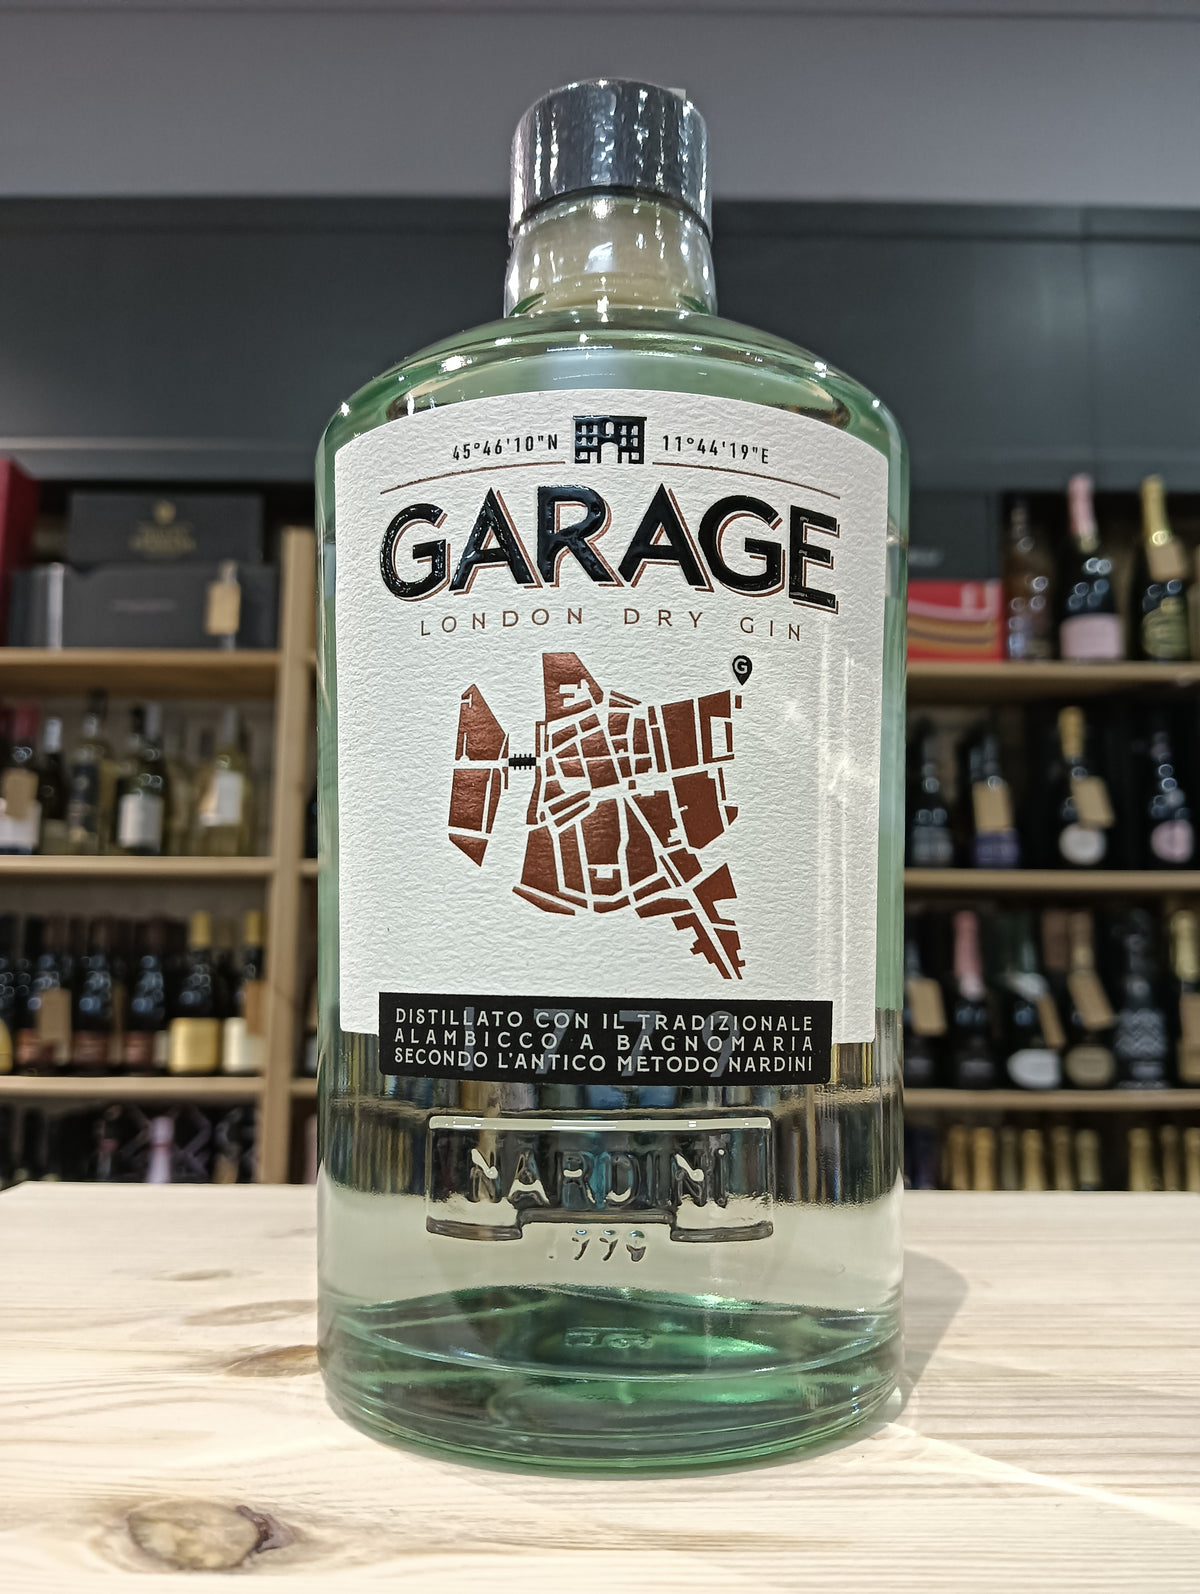 45°46'10"N 11°44'19"E
GARAGE
LONDON DRY GIN
G
DISTILLATO CON IL TRADIZIONALE
ALAMBICCO A BAGNOMARIA
SECONDO L'ANTICO METODO NARDINI
NARDINI